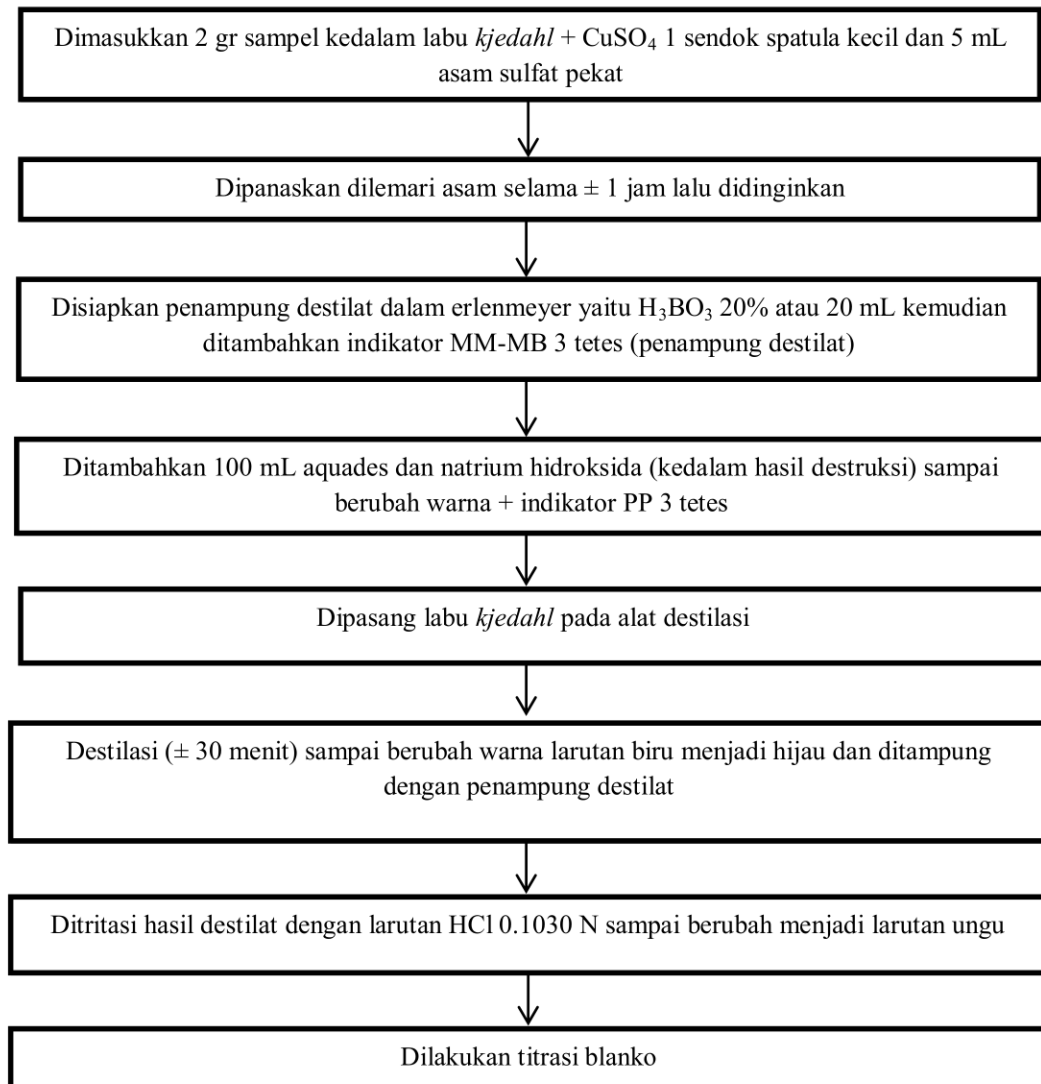 Dimasukkan 2 gr sampel kedalam labu kjedahl + CuSO₄ 1 sendok spatula kecil dan 5 mL
asam sulfat pekat
Dipanaskan dilemari asam selama ± 1 jam lalu didinginkan
Disiapkan penampung destilat dalam erlenmeyer yaitu H₃BO₃ 20% atau 20 mL kemudian
ditambahkan indikator MM-MB 3 tetes (penampung destilat)
Ditambahkan 100 mL aquades dan natrium hidroksida (kedalam hasil destruksi) sampai
berubah warna + indikator PP 3 tetes
Dipasang labu kjedahl pada alat destilasi
Destilasi (± 30 menit) sampai berubah warna larutan biru menjadi hijau dan ditampung
dengan penampung destilat
Ditritasi hasil destilat dengan larutan HCl 0.1030 N sampai berubah menjadi larutan ungu
Dilakukan titrasi blanko